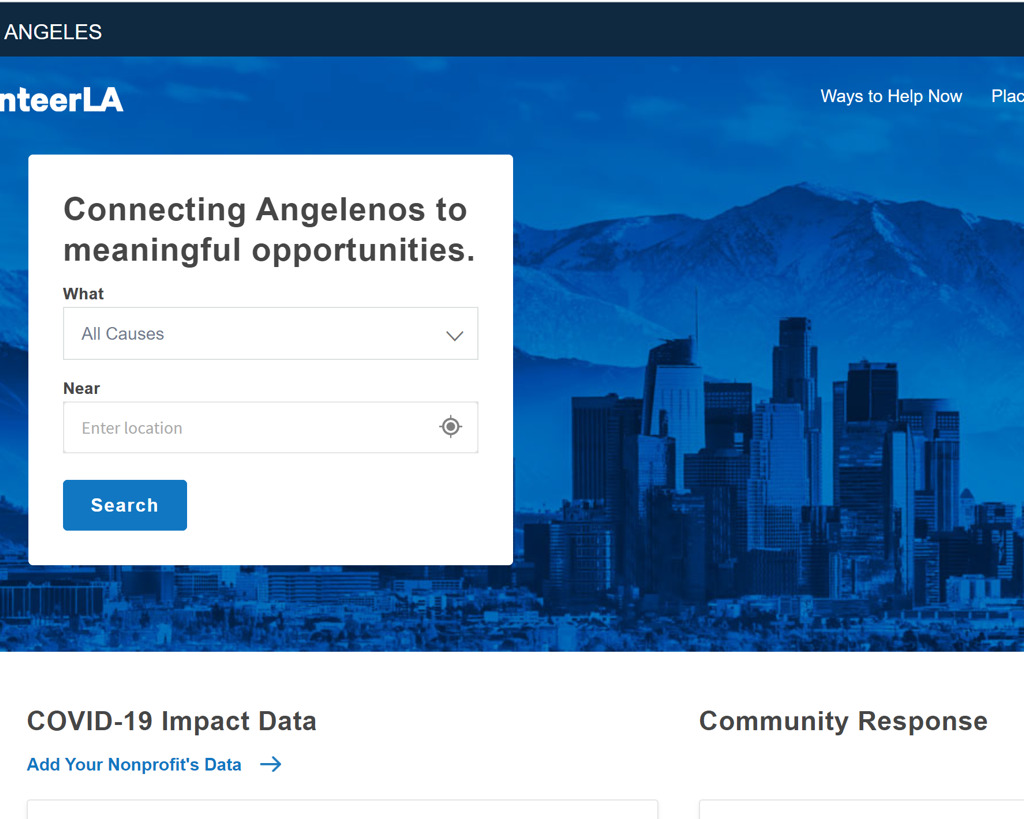 ANGELES
nteerLA
Ways to Help Now
Plac
Connecting Angelenos to
meaningful opportunities.
What
All Causes
Near
Enter location
Search
COVID-19 Impact Data
Add Your Nonprofit's Data
Community Response